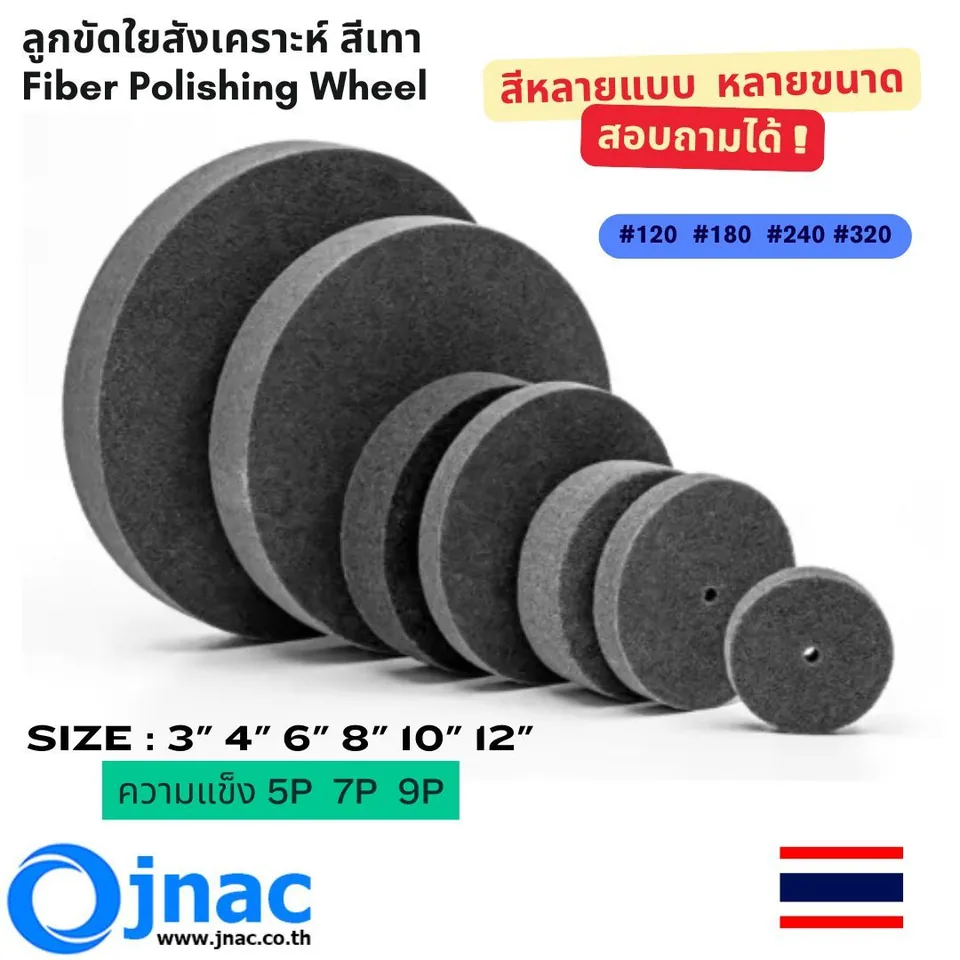 ลูกขัดใยสังเคราะห์ สีเทา
Fiber Polishing Wheel
สีหลายแบบ หลายขนาด
สอบถามได้ !
#120 #180 #240 #320
SIZE : 3” 4” 6” 8” 10” 12”
ความแข็ง 5P 7P 9P
jnac
www.jnac.co.th